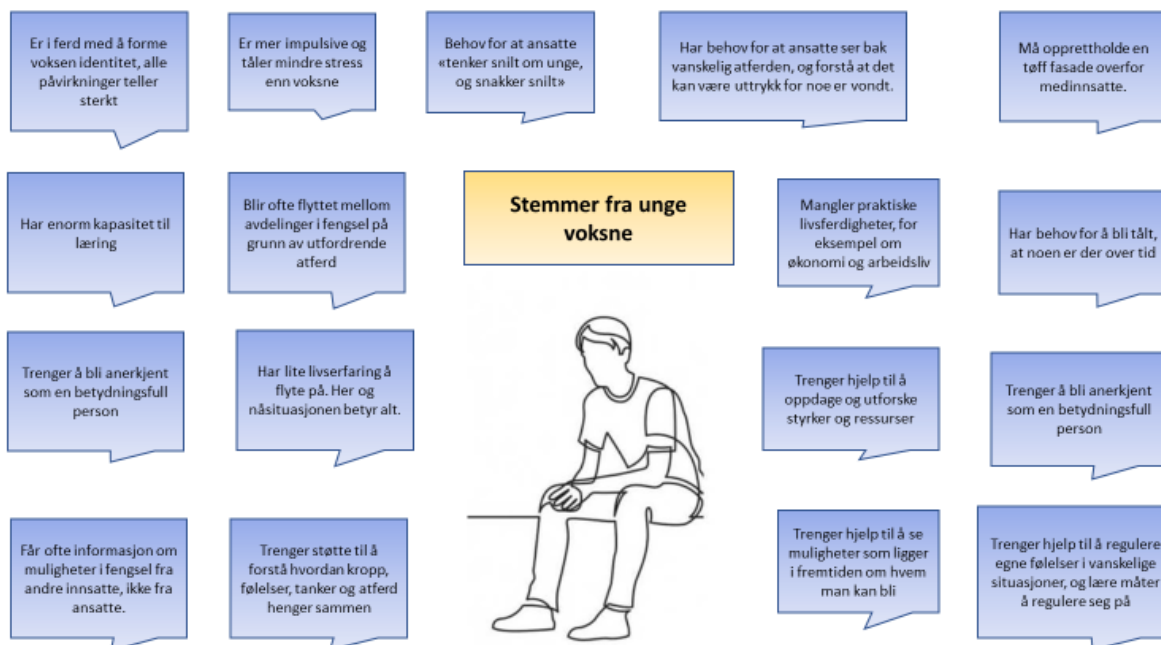 Er i ferd med å forme
voksen identitet, alle
påvirkninger teller
sterkt
Er mer impulsive og
tåler mindre stress
enn voksne
Behov for at ansatte
«tenker snilt om unge,
og snakker snilt»
Har behov for at ansatte ser bak
vanskelig atferden, og forstå at det
kan være uttrykk for noe er vondt.
Må opprettholde en
tøff fasade overfor
medinnsatte.
Har enorm kapasitet til
læring
Blir ofte flyttet mellom
avdelinger i fengsel på
grunn av utfordrende
atferd
Stemmer fra unge
voksne
Mangler praktiske
livsferdigheter, for
eksempel om
økonomi og arbeidsliv
Har behov for å bli tålt,
at noen er der over tid
Trenger å bli anerkjent
som en betydningsfull
person
Har lite livserfaring å
flyte på. Her og
nåsituasjonen betyr alt.
Trenger hjelp til å
oppdage og utforske
styrker og ressurser
Trenger å bli anerkjent
som en betydningsfull
person
Får ofte informasjon om
muligheter i fengsel fra
andre innsatte, ikke fra
ansatte.
Trenger støtte til å
forstå hvordan kropp,
følelser, tanker og atferd
henger sammen
Trenger hjelp til å se
muligheter som ligger
i fremtiden om hvem
man kan bli
Trenger hjelp til å regulere
egne følelser i vanskelige
situasjoner, og lære måter
å regulere seg på